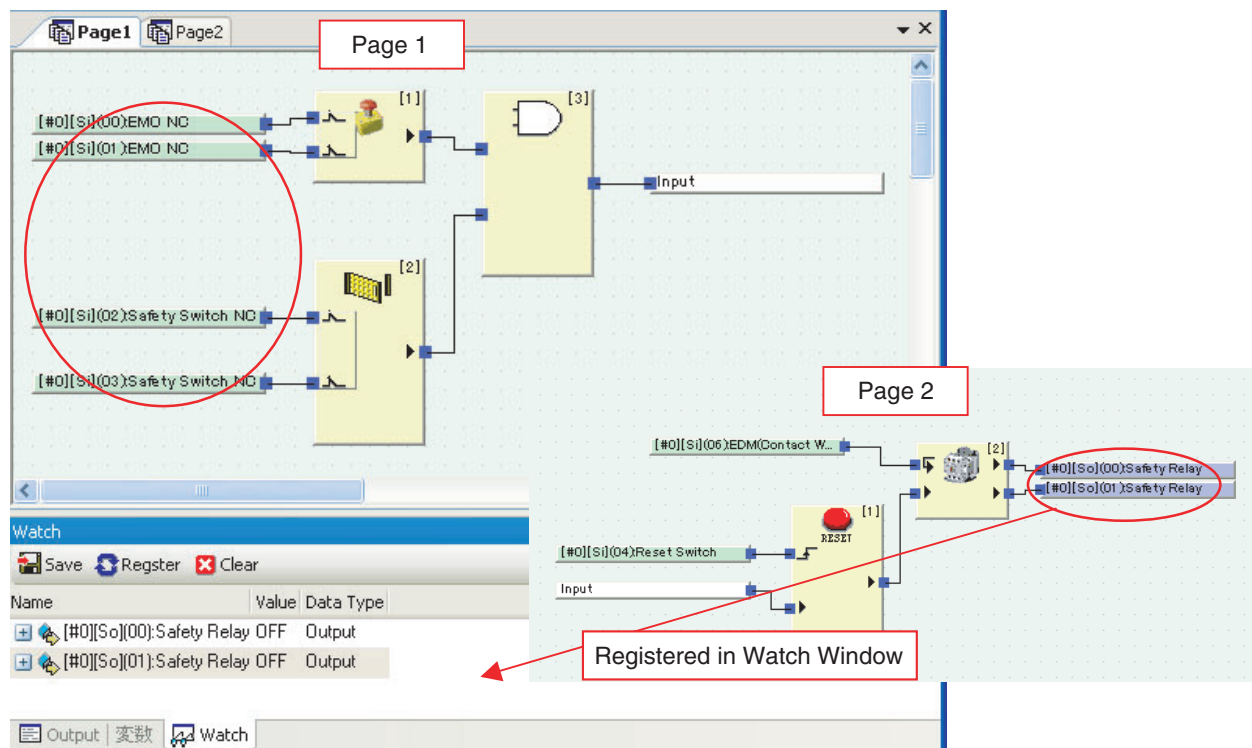 Page1 Page2
Page 1
[1]
[3]
[#0][Si](00):EMO NC
[#0][Si](01):EMO NC
Input
[2]
[#0][Si](02):Safety Switch NC
[#0][Si](03):Safety Switch NC
Page 2
[#0][Si](06):EDM(Contact W...
[2]
[#0][So](00):Safety Relay
[#0][So](01):Safety Relay
[1]
RESET
[#0][Si](04):Reset Switch
Input
Registered in Watch Window
Watch
Save Regster Clear
Name Value Data Type
[#0][So](00):Safety Relay OFF Output
[#0][So](01):Safety Relay OFF Output
Output 変数 Watch